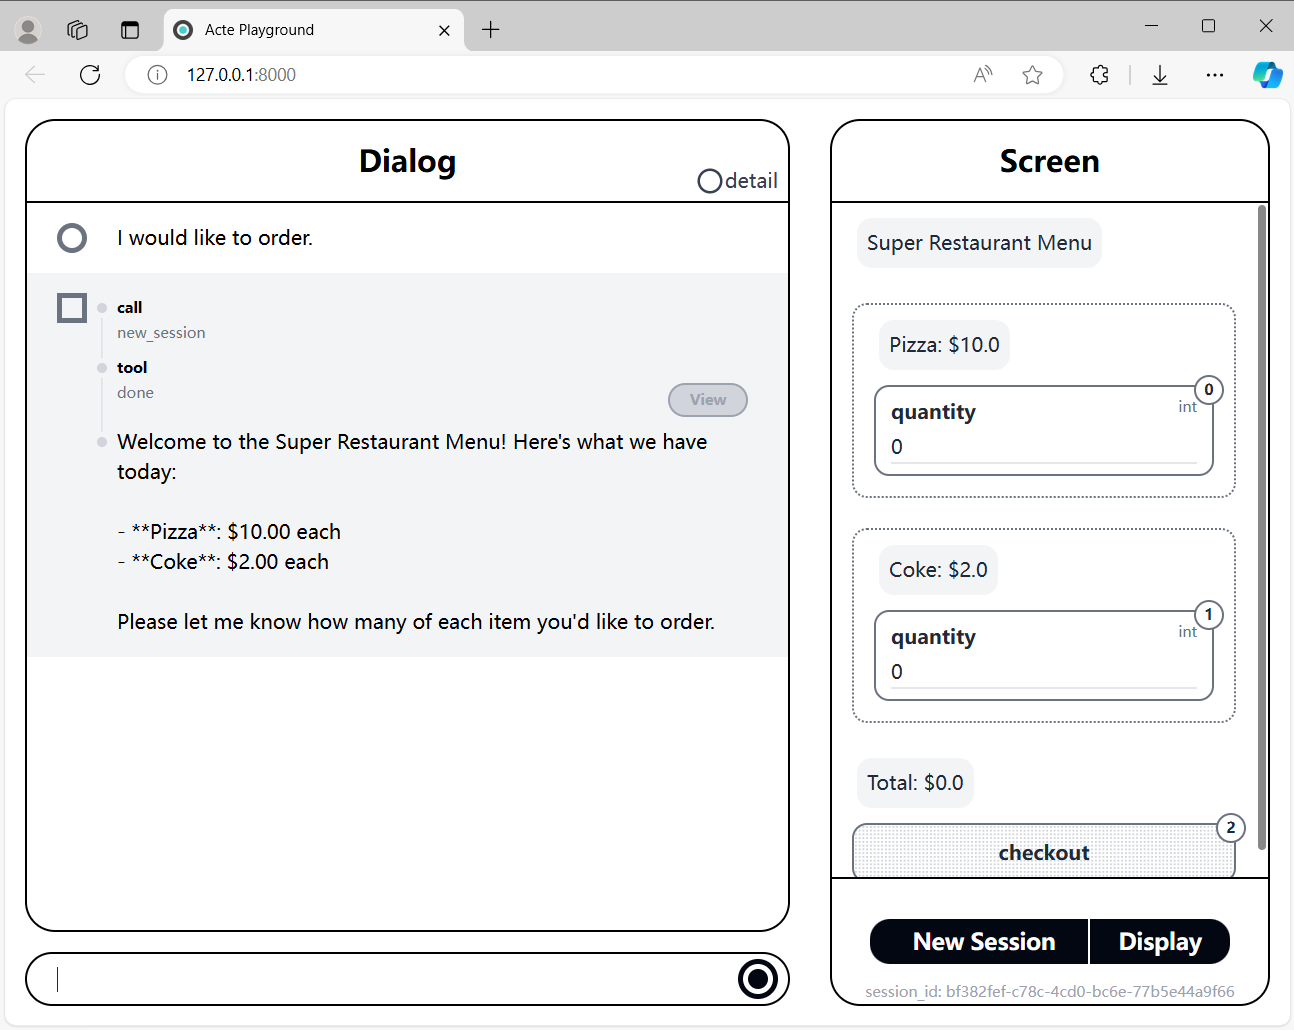 Acte Playground
127.0.0.1:8000
Dialog
detail
I would like to order.
call
new_session
tool
done
View
Welcome to the Super Restaurant Menu! Here's what we have
today:
- **Pizza**: $10.00 each
- **Coke**: $2.00 each
Please let me know how many of each item you'd like to order.
Screen
Super Restaurant Menu
Pizza: $10.0
0
quantity
int
0
Coke: $2.0
1
quantity
int
0
Total: $0.0
2
checkout
New Session
Display
session_id: bf382fef-c78c-4cd0-bc6e-77b5e44a9f66